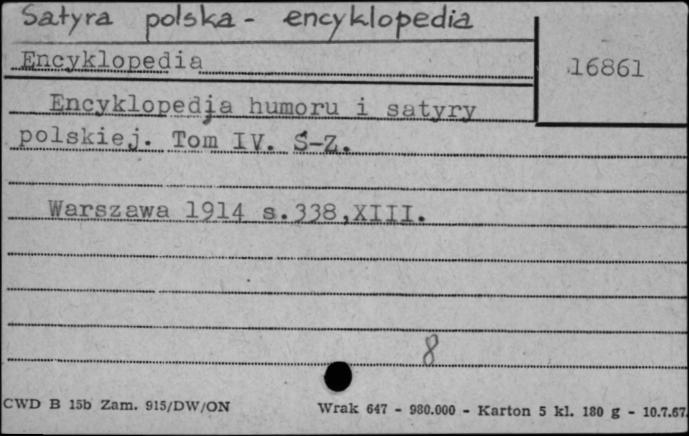 Satyra polska - encyklopedia
Encyklopedia
16861
Encyklopedja humoru i satyry
polskiej. Tom IV. S-Z.
Warszawa 1914 s.338,XIII.
8
CWD B 15b Zam. 915/DW/ON
Wrak 647 - 980.000 - Karton 5 kl. 180 g - 10.7.67.